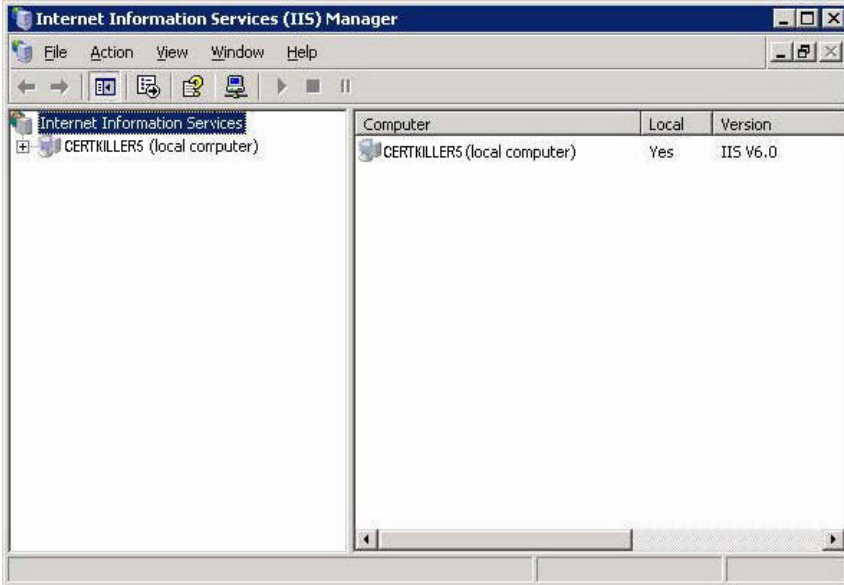 Internet Information Services (IIS) Manager
File Action View Window Help
Internet Information Services
CERTKILLER5 (local computer)
Computer Local Version
CERTKILLER5 (local computer) Yes IIS V6.0